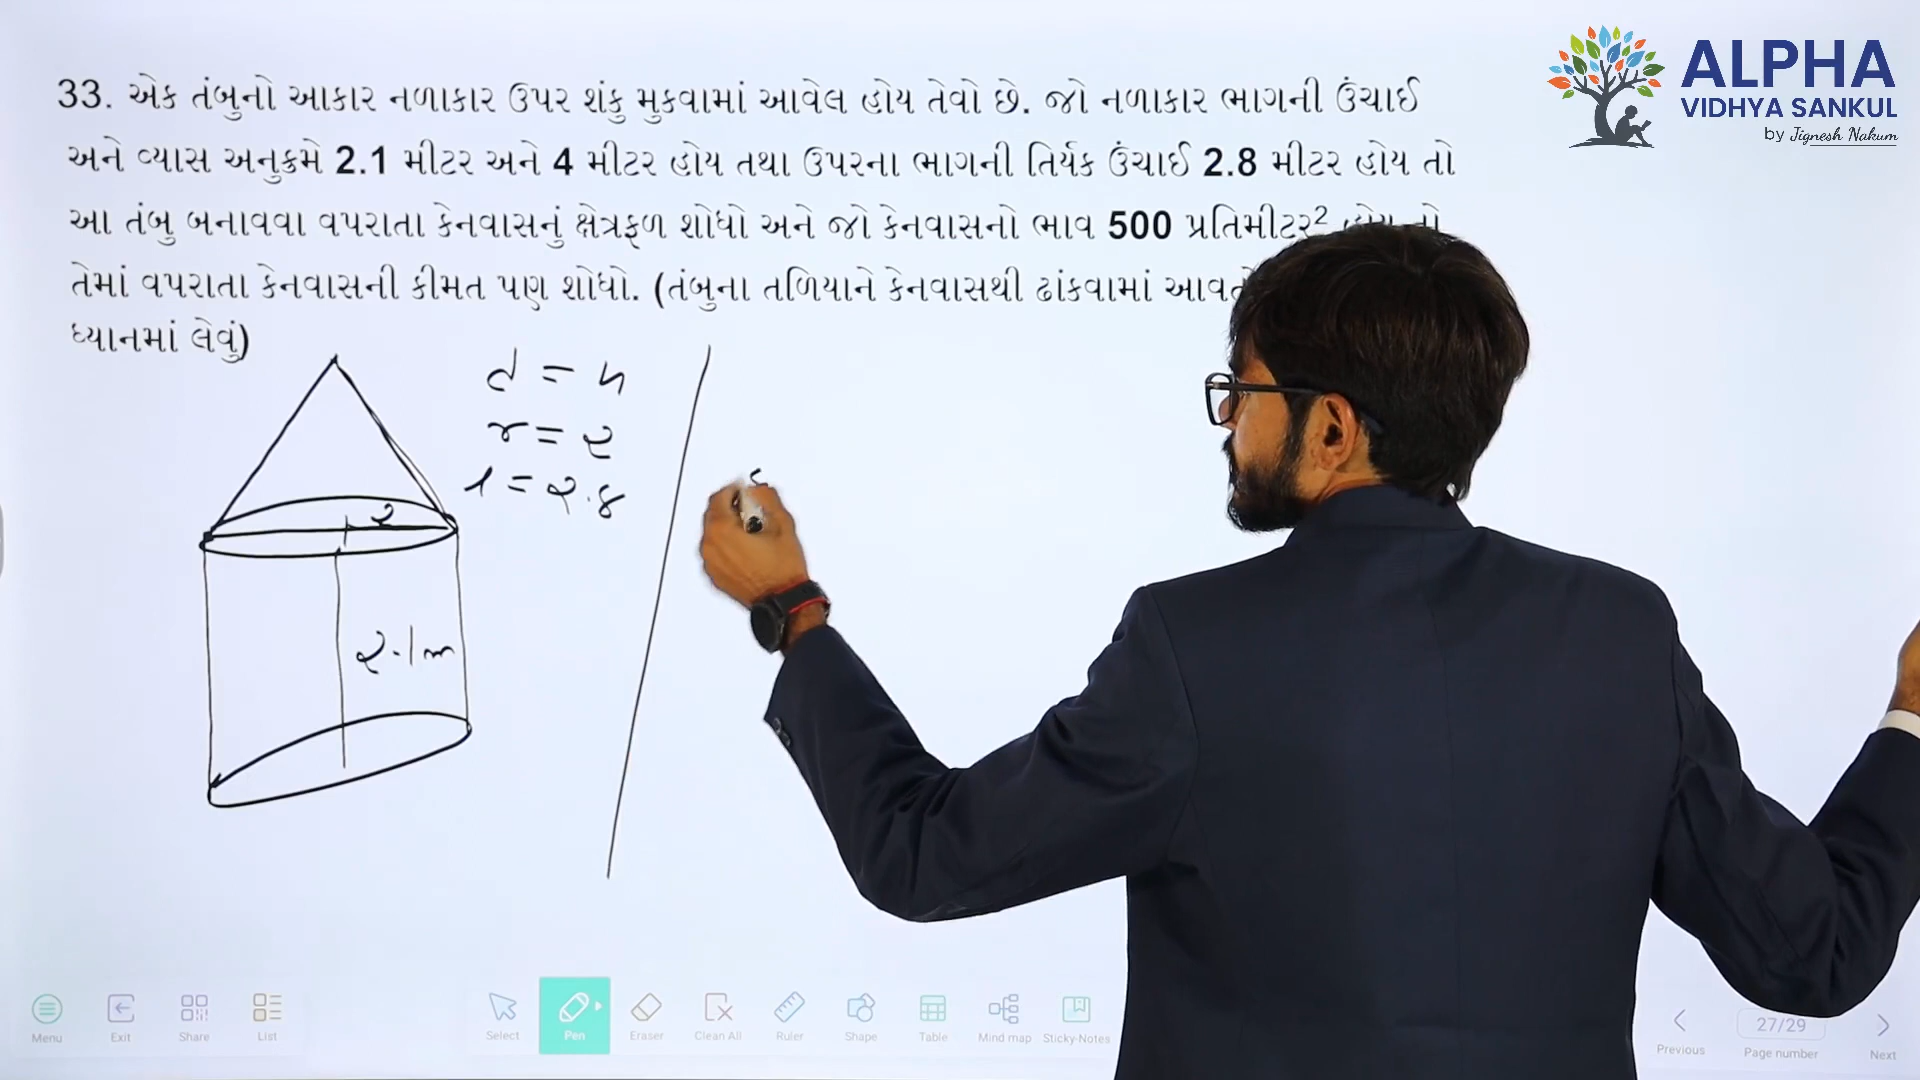 33. એક તંબુનો આકાર નળાકાર ઉપર શંકુ મુકવામાં આવેલ હોય તેવો છે. જો નળાકાર ભાગની ઉંચાઈ
અને વ્યાસ અનુક્રમે 2.1 મીટર અને 4 મીટર હોય તથા ઉપરના ભાગની તિર્યક ઉંચાઈ 2.8 મીટર હોય તો
આ તંબુ બનાવવા વપરાતા કેનવાસનું ક્ષેત્રફળ શોધો અને જો કેનવાસનો ભાવ 500 પ્રતિમીટર²
તેમાં વપરાતા કેનવાસની કીમત પણ શોધો. (તંબુના તળિયાને કેનવાસથી ઢાંકવામાં
ધ્યાનમાં લેવું)
d = ૪
r = ૨
l = ૨.૪
૨
૨.1 m
ALPHA
VIDHYA SANKUL
by Jignesh Nakum
Menu
Exit
Share
List
Select
Pen
Eraser
Clean All
Ruler
Shape
Table
Mind map
Sticky-Notes
Previous
27/29
Page number
Next